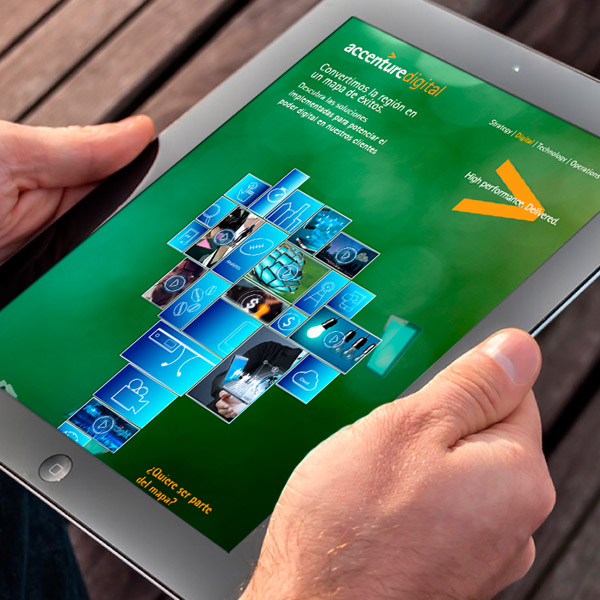 accenturedigital
Convertimos la región en
un mapa de éxitos.
Descubra las soluciones
implementadas para potenciar el
poder digital en nuestros clientes
Strategy | Digital | Technology | Operations
High performance. Delivered.
¿Quiere ser parte
del mapa?